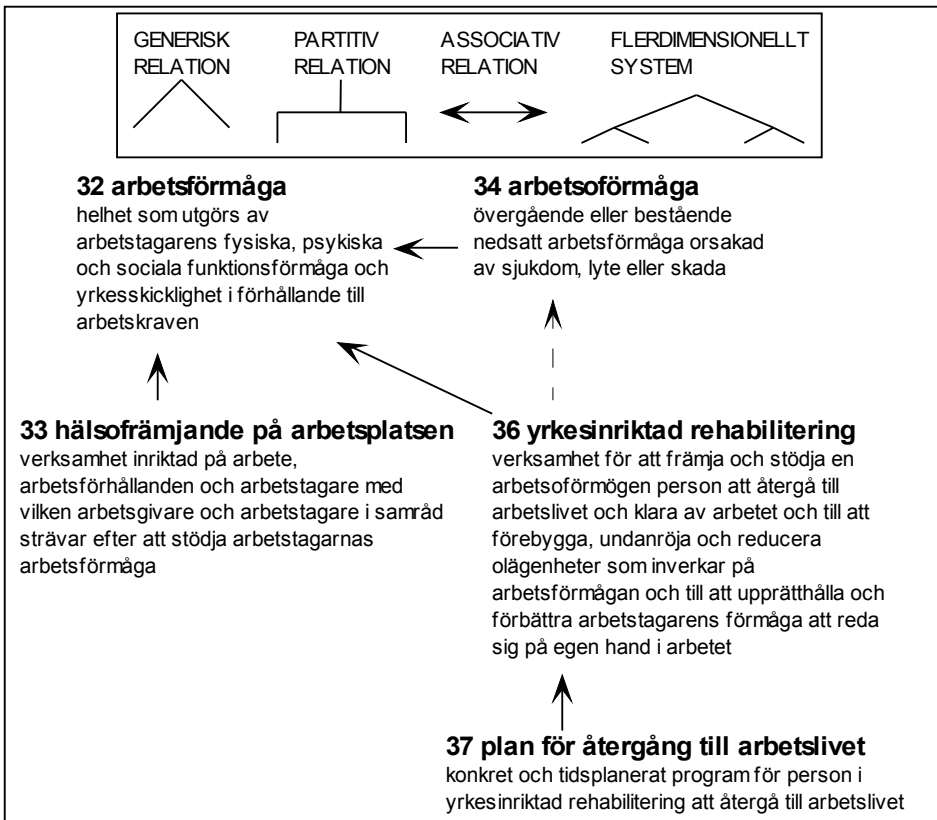 GENERISK RELATION
PARTITIV RELATION
ASSOCIATIV RELATION
FLERDIMENSIONELLT SYSTEM
32 arbetsförmåga
helhet som utgörs av
arbetstagarens fysiska, psykiska
och sociala funktionsförmåga och
yrkesskicklighet i förhållande till
arbetskraven
34 arbetsoförmåga
övergående eller bestående
nedsatt arbetsförmåga orsakad
av sjukdom, lyte eller skada
33 hälsofrämjande på arbetsplatsen
verksamhet inriktad på arbete,
arbetsförhållanden och arbetstagare med
vilken arbetsgivare och arbetstagare i samråd
strävar efter att stödja arbetstagarnas
arbetsförmåga
36 yrkesinriktad rehabilitering
verksamhet för att främja och stödja en
arbetsoförmögen person att återgå till
arbetslivet och klara av arbetet och till att
förebygga, undanröja och reducera
olägenheter som inverkar på
arbetsförmågan och till att upprätthålla och
förbättra arbetstagarens förmåga att reda
sig på egen hand i arbetet
37 plan för återgång till arbetslivet
konkret och tidsplanerat program för person i
yrkesinriktad rehabilitering att återgå till arbetslivet